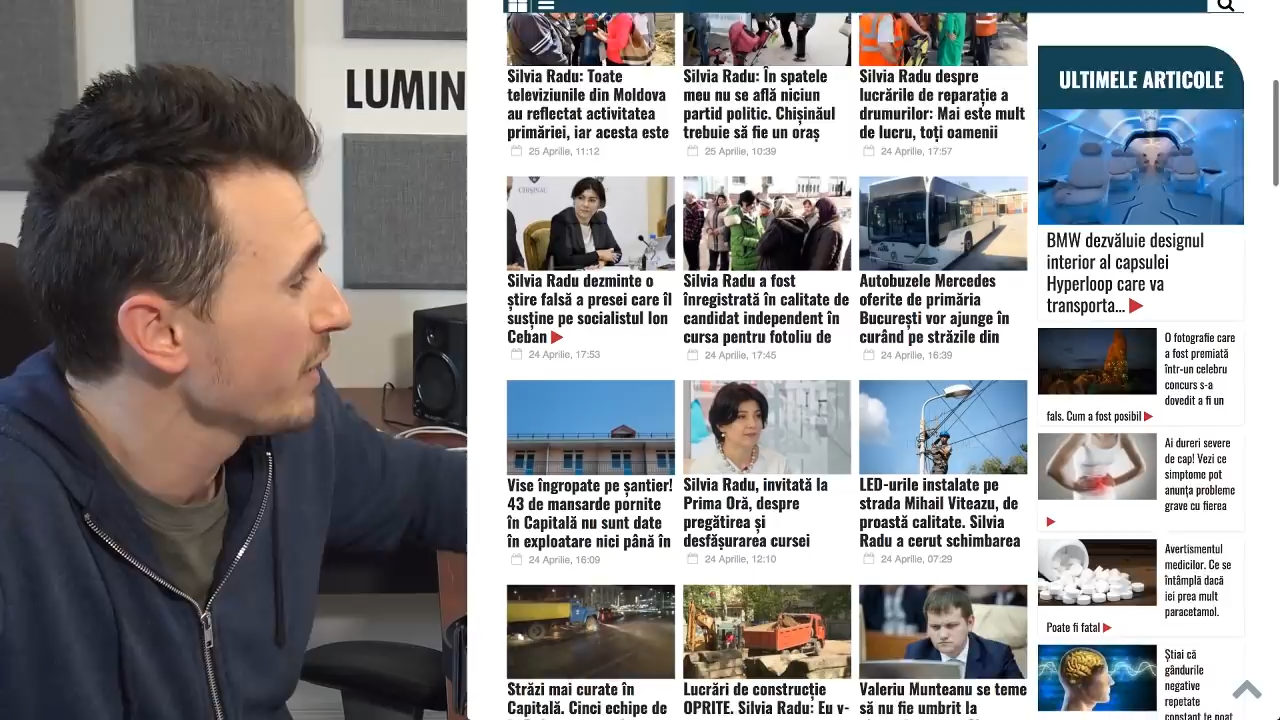 LUMIN
Silvia Radu: Toate
televiziunile din Moldova
au reflectat activitatea
primăriei, iar acesta este
25 Aprilie, 11:12
Silvia Radu: În spatele
meu nu se află niciun
partid politic. Chișinăul
trebuie să fie un oraș
25 Aprilie, 10:39
Silvia Radu despre
lucrările de reparație a
drumurilor: Mai este mult
de lucru, toți oamenii
24 Aprilie, 17:57
CHIȘINĂU
Silvia Radu dezminte o
știre falsă a presei care îl
susține pe socialistul Ion
Ceban
24 Aprilie, 17:53
Silvia Radu a fost
înregistrată în calitate de
candidat independent în
cursa pentru fotoliu de
24 Aprilie, 17:45
Autobuzele Mercedes
oferite de primăria
București vor ajunge în
curând pe străzile din
24 Aprilie, 16:39
Vise îngropate pe șantier!
43 de mansarde pornite
în Capitală nu sunt date
în exploatare nici până în
24 Aprilie, 16:09
Silvia Radu, invitată la
Prima Oră, despre
pregătirea și
desfășurarea cursei
24 Aprilie, 12:10
LED-urile instalate pe
strada Mihail Viteazu, de
proastă calitate. Silvia
Radu a cerut schimbarea
24 Aprilie, 07:29
Străzi mai curate în
Capitală. Cinci echipe de
Lucrări de construcție
OPRITE. Silvia Radu: Eu v-
Valeriu Munteanu se teme
să nu fie umbrit la
ULTIMELE ARTICOLE
BMW dezvăluie designul
interior al capsulei
Hyperloop care va
transporta...
O fotografie care
a fost premiată
într-un celebru
concurs s-a
dovedit a fi un
fals. Cum a fost posibil
Ai dureri severe
de cap! Vezi ce
simptome pot
anunța probleme
grave cu fierea
Avertismentul
medicilor. Ce se
întâmplă dacă
iei prea mult
paracetamol.
Poate fi fatal
Știai că
gândurile
negative
repetate
constant te pot